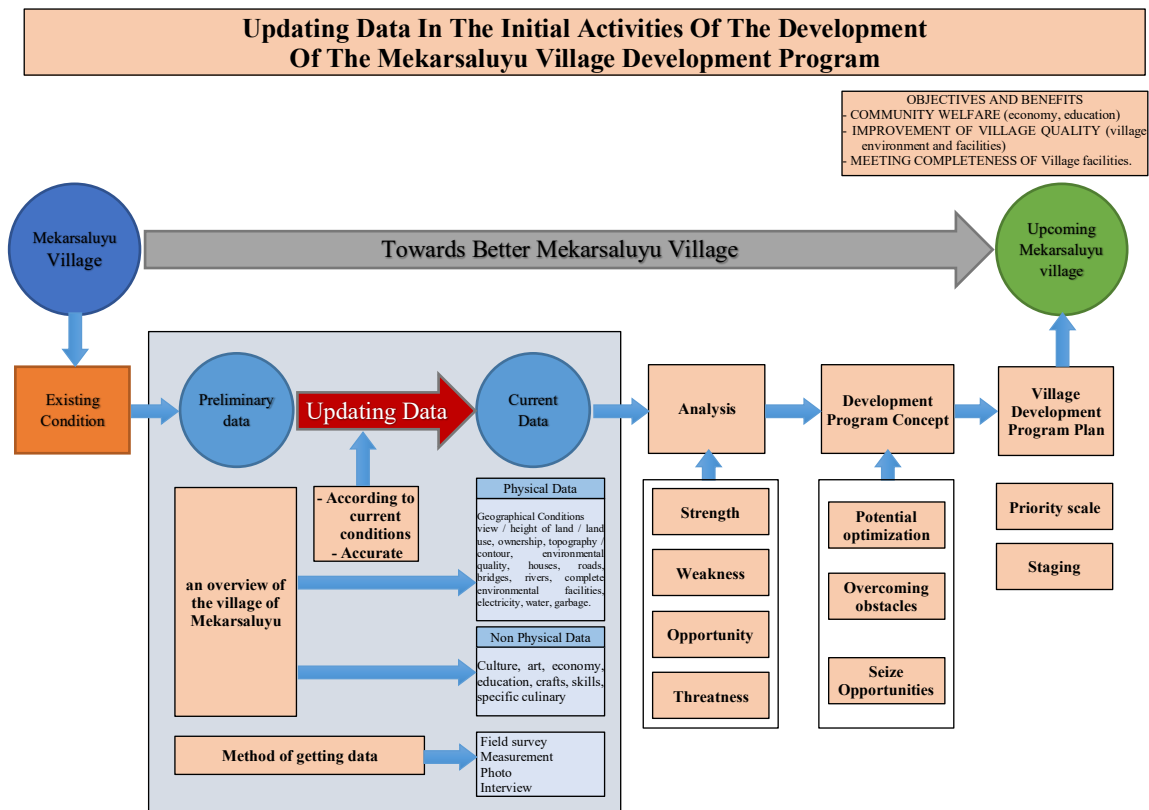 Updating Data In The Initial Activities Of The Development
Of The Mekarsaluyu Village Development Program
OBJECTIVES AND BENEFITS
- COMMUNITY WELFARE (economy, education)
- IMPROVEMENT OF VILLAGE QUALITY (village
environment and facilities)
- MEETING COMPLETENESS OF Village facilities.
Mekarsaluyu
Village
Towards Better Mekarsaluyu Village
Upcoming
Mekarsaluyu
village
Existing
Condition
Preliminary
data
Updating Data
Current
Data
Analysis
Development
Program Concept
Village
Development
Program Plan
- According to
current
conditions
- Accurate
an overview of
the village of
Mekarsaluyu
Physical Data
Geographical Conditions
view / height of land / land
use, ownership, topography /
contour, environmental
quality, houses, roads,
bridges, rivers, complete
environmental facilities,
electricity, water, garbage.
Non Physical Data
Culture, art, economy,
education, crafts, skills,
specific culinary
Method of getting data
Field survey
Measurement
Photo
Interview
Strength
Weakness
Opportunity
Threatness
Potential
optimization
Overcoming
obstacles
Seize
Opportunities
Priority scale
Staging